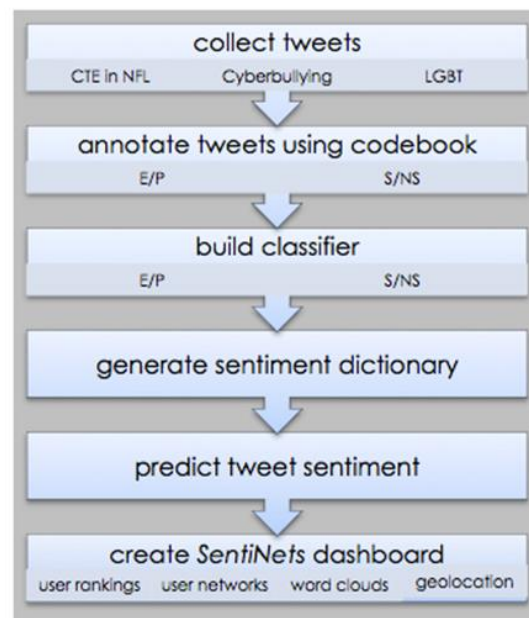 collect tweets
CTE in NFL Cyberbullying LGBT
annotate tweets using codebook
E/P S/NS
build classifier
E/P S/NS
generate sentiment dictionary
predict tweet sentiment
create SentiNets dashboard
user rankings user networks word clouds geolocation